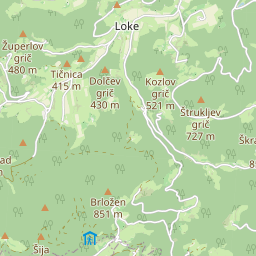 Loke
Župerlov
grič
480 m
Tičnica
415 m
Dolčev
grič
430 m
Kozlov
grič
521 m
Štrukljev
grič
727 m
Brložen
851 m
Šija